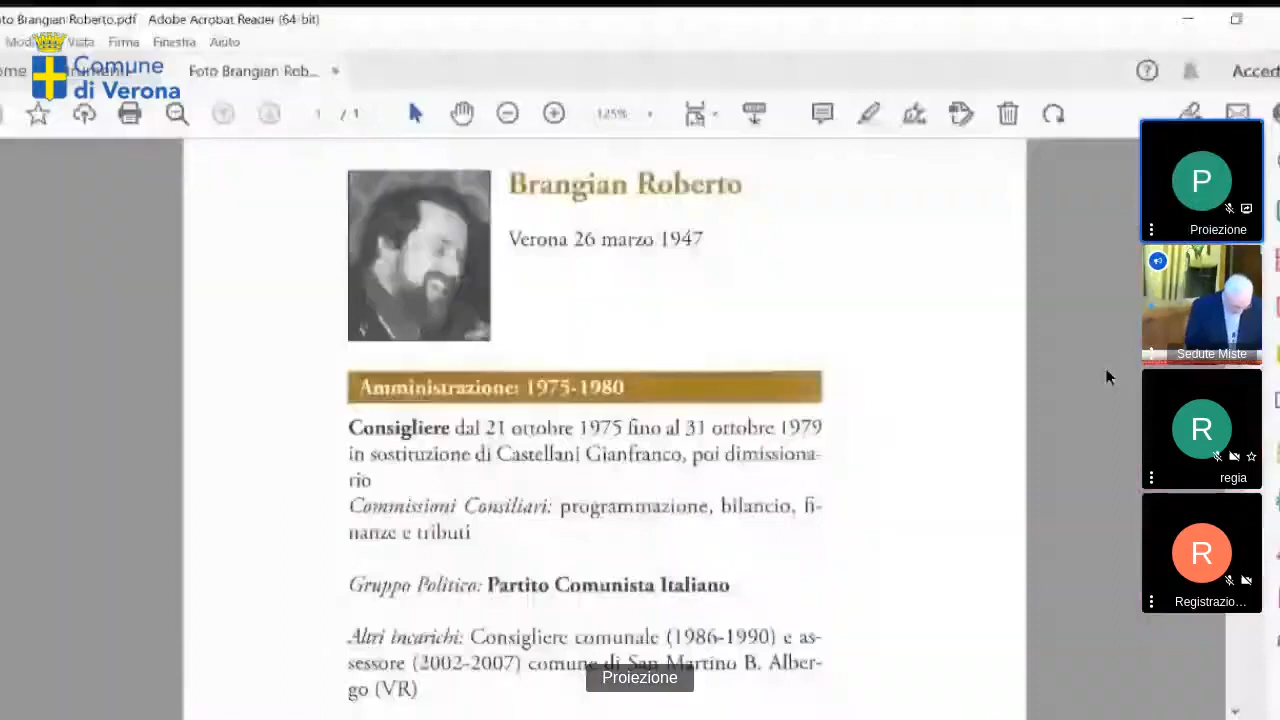 to Brangian Roberto.pdf - Adobe Acrobat Reader (64-bit)
Vista Firma Finestra Aiuto
Comune
di Verona
Foto Brangian Rob...
Acced
1 / 1
125%
Brangian Roberto
Verona 26 marzo 1947
Amministrazione: 1975-1980
Consigliere dal 21 ottobre 1975 fino al 31 ottobre 1979
in sostituzione di Castellani Gianfranco, poi dimissiona-
rio
Commissioni Consiliari: programmazione, bilancio, fi-
nanze e tributi
Gruppo Politico: Partito Comunista Italiano
Altri incarichi: Consigliere comunale (1986-1990) e as-
sessore (2002-2007) comune di San Martino B. Alber-
go (VR)
Proiezione
P
Proiezione
Sedute Miste
R
regia
R
Registrazio...